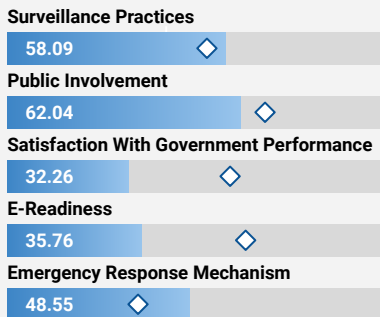 Surveillance Practices
58.09
Public Involvement
62.04
Satisfaction With Government Performance
32.26
E-Readiness
35.76
Emergency Response Mechanism
48.55